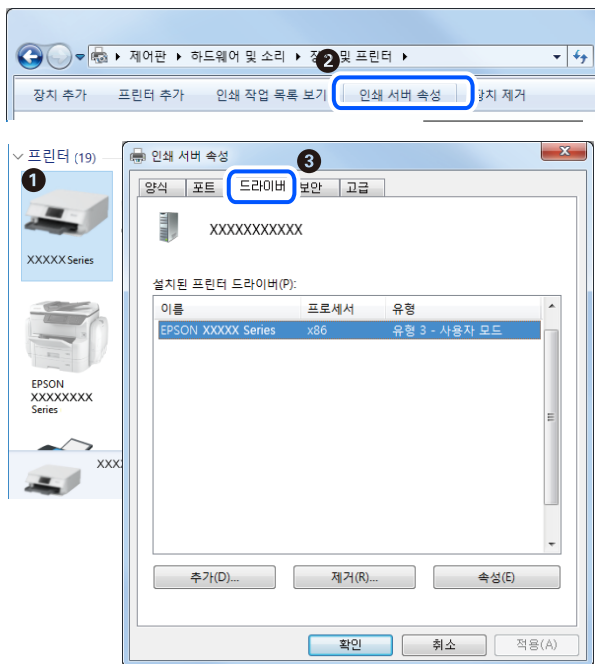 ▸ 제어판 ▸ 하드웨어 및 소리 ▸ 및 프린터 ▸
2
장치 추가 프린터 추가 인쇄 작업 목록 보기 인쇄 서버 속성 장치 제거
프린터 (19)
1
XXXXX Series
EPSON
XXXXXXXX
Series
XXX
인쇄 서버 속성
3
양식 포트 드라이버 보안 고급
XXXXXXXXXXX
설치된 프린터 드라이버(P):
이름 프로세서 유형
EPSON XXXXX Series x86 유형 3 - 사용자 모드
추가(D)... 제거(R)... 속성(E)
확인 취소 적용(A)